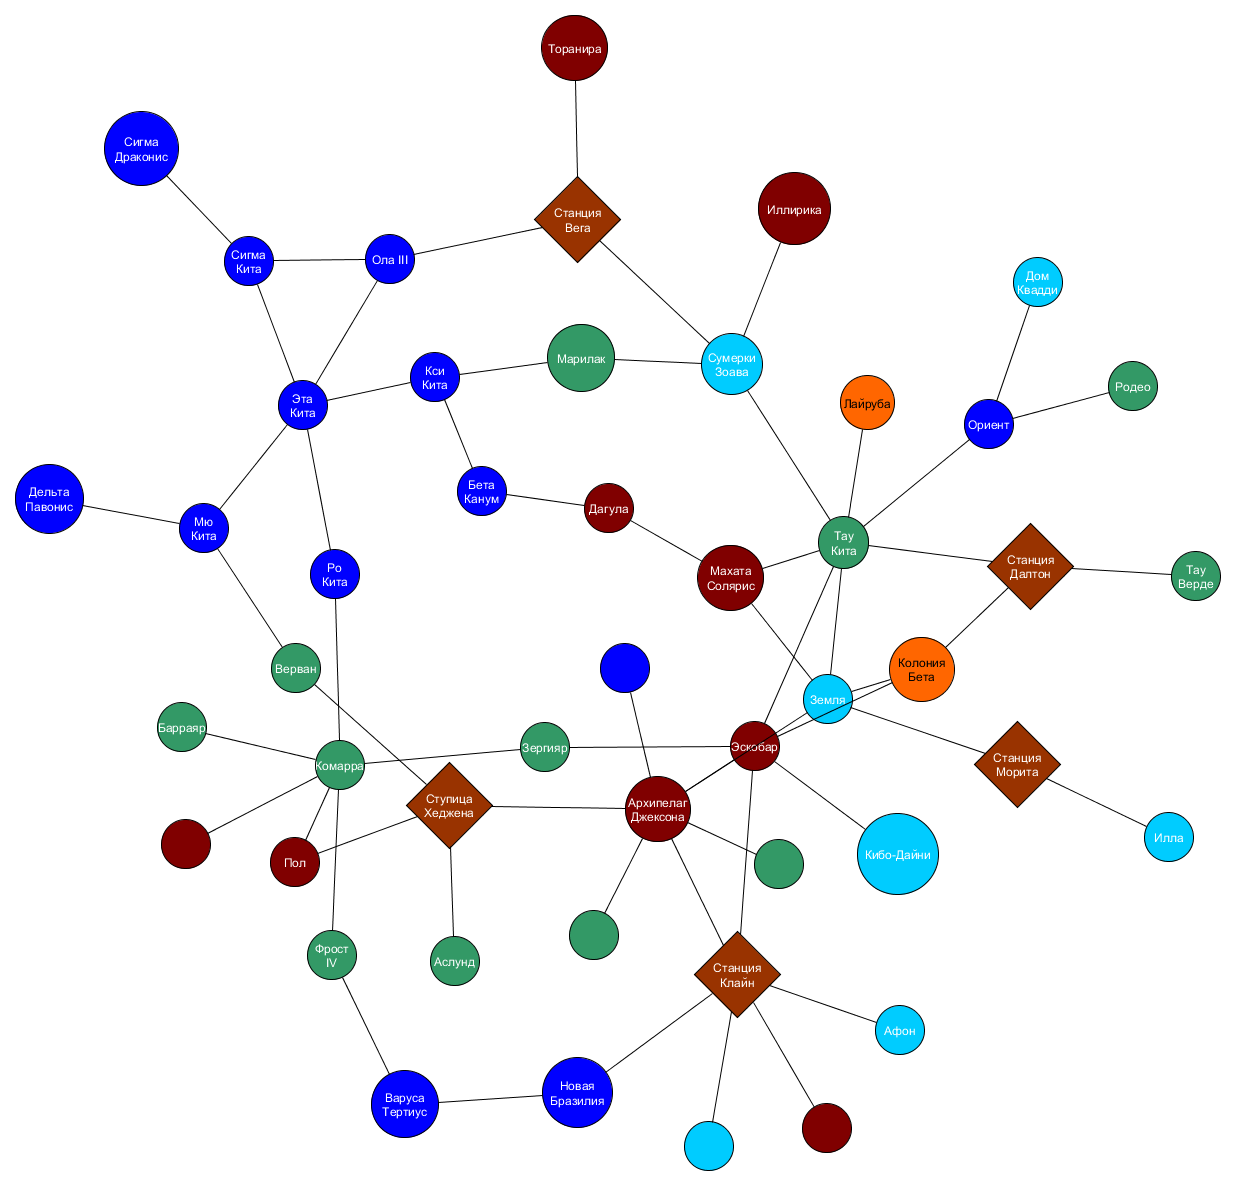 Торанира
Сигма
Драконис
Станция
Вега
Иллирика
Сигма
Кита
Ола III
Дом
Квадди
Марилак
Сумерки
Зоава
Кси
Кита
Родео
Эта
Кита
Лайруба
Ориент
Дельта
Павонис
Бета
Канум
Дагула
Мю
Кита
Тау
Кита
Станция
Далтон
Тау
Верде
Ро
Кита
Махата
Солярис
Верван
Колония
Бета
Земля
Барраяр
Зергияр
Эскобар
Комарра
Станция
Морита
Ступица
Хеджена
Архипелаг
Джексона
Илла
Пол
Кибо-Дайни
Фрост
IV
Аслунд
Станция
Клайн
Афон
Варуса
Тертиус
Новая
Бразилия